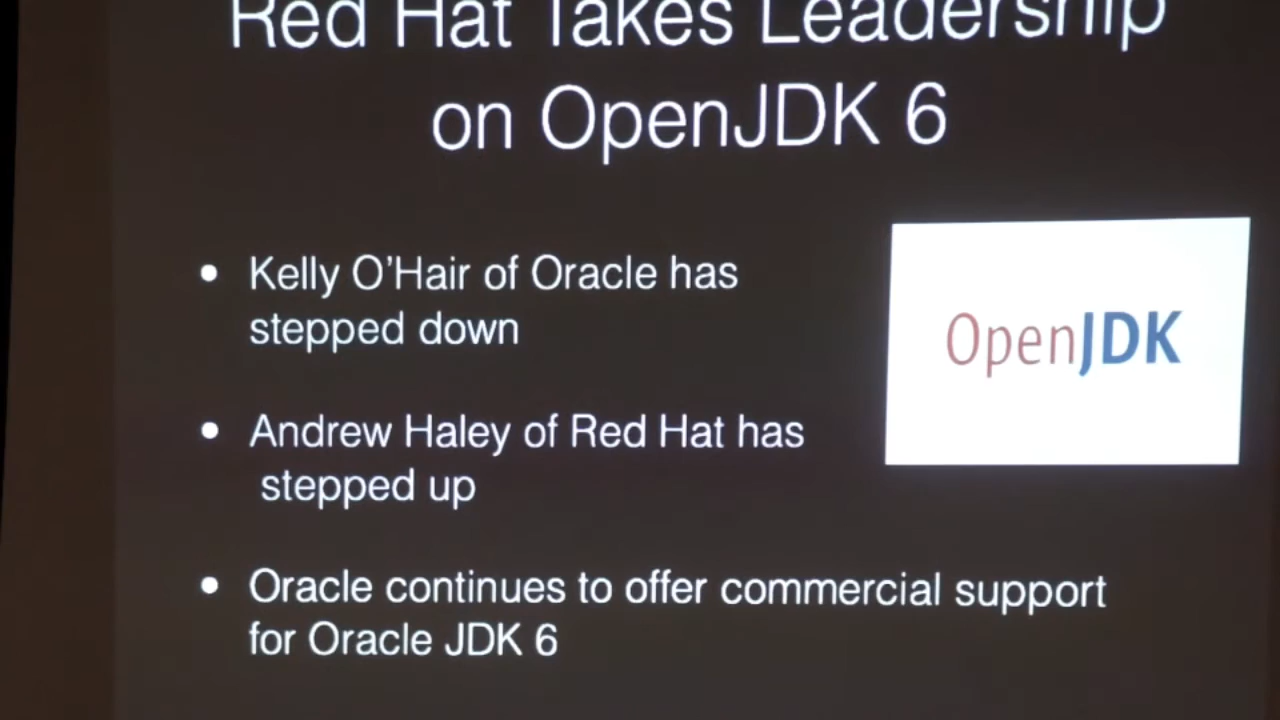 Red Hat Takes Leadership
on OpenJDK 6
• Kelly O'Hair of Oracle has
stepped down
OpenJDK
• Andrew Haley of Red Hat has
stepped up
• Oracle continues to offer commercial support
for Oracle JDK 6